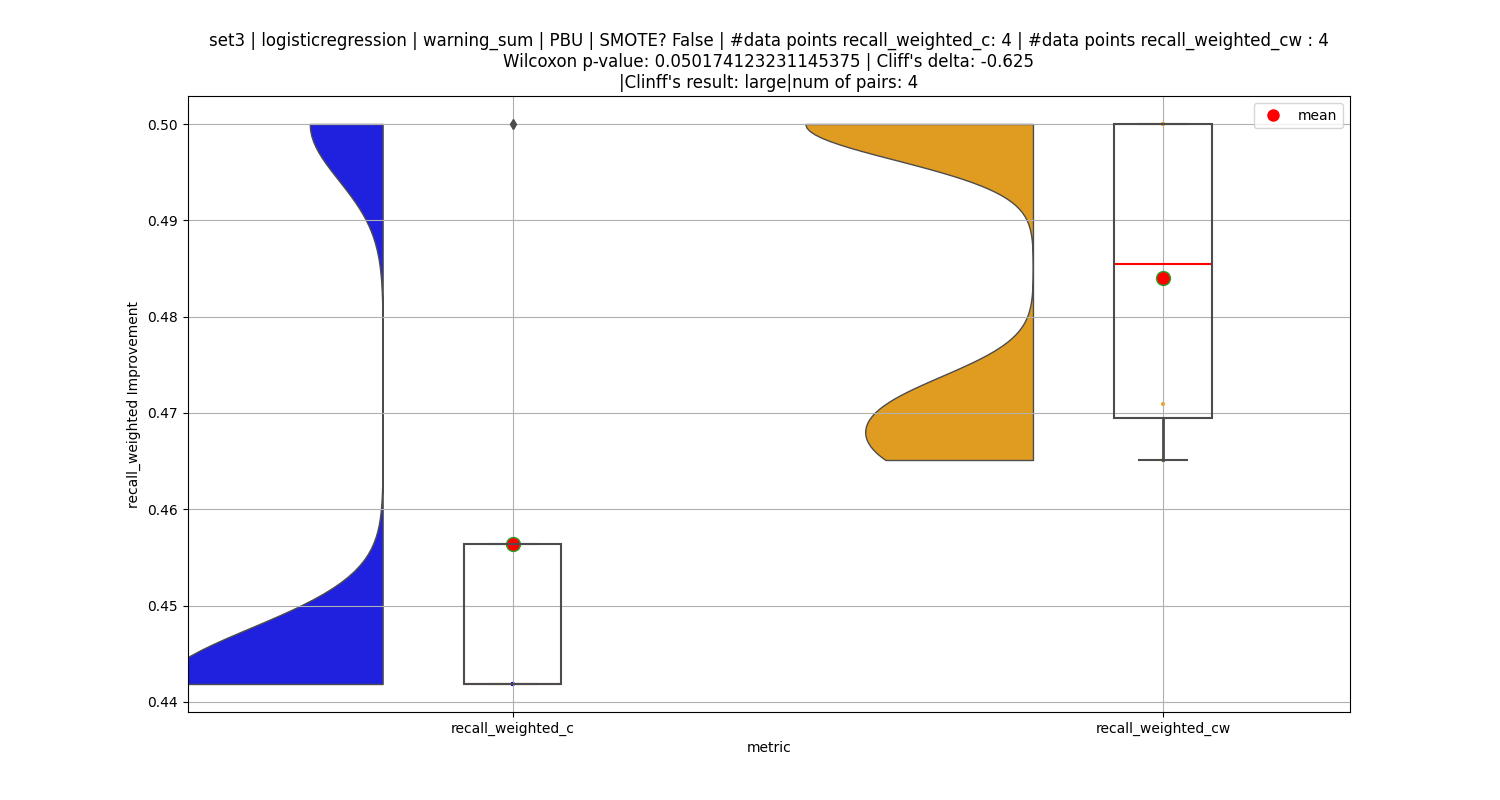 set3 | logisticregression | warning_sum | PBU | SMOTE? False | #data points recall_weighted_c: 4 | #data points recall_weighted_cw : 4
Wilcoxon p-value: 0.050174123231145375 | Cliff's delta: -0.625
|Clinff's result: large|num of pairs: 4
mean
0.50
0.49
0.48
0.47
0.46
0.45
0.44
recall_weighted Improvement
recall_weighted_c
recall_weighted_cw
metric